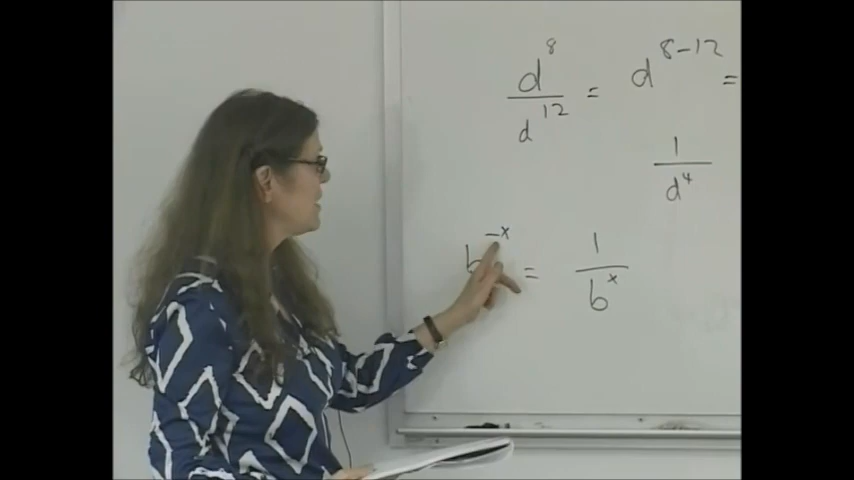 d^8 / d^12 = d^(8-12) =
1 / d^4
b^-x = 1 / b^x